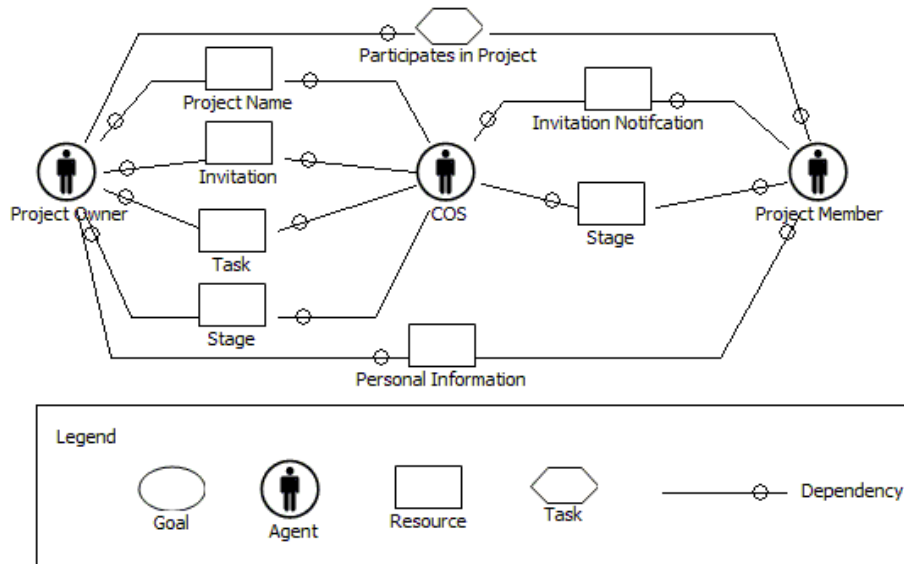 Participates in Project
Project Name
Invitation Notifcation
Invitation
Project Owner
COS
Project Member
Task
Stage
Stage
Personal Information
Legend
Goal
Agent
Resource
Task
Dependency